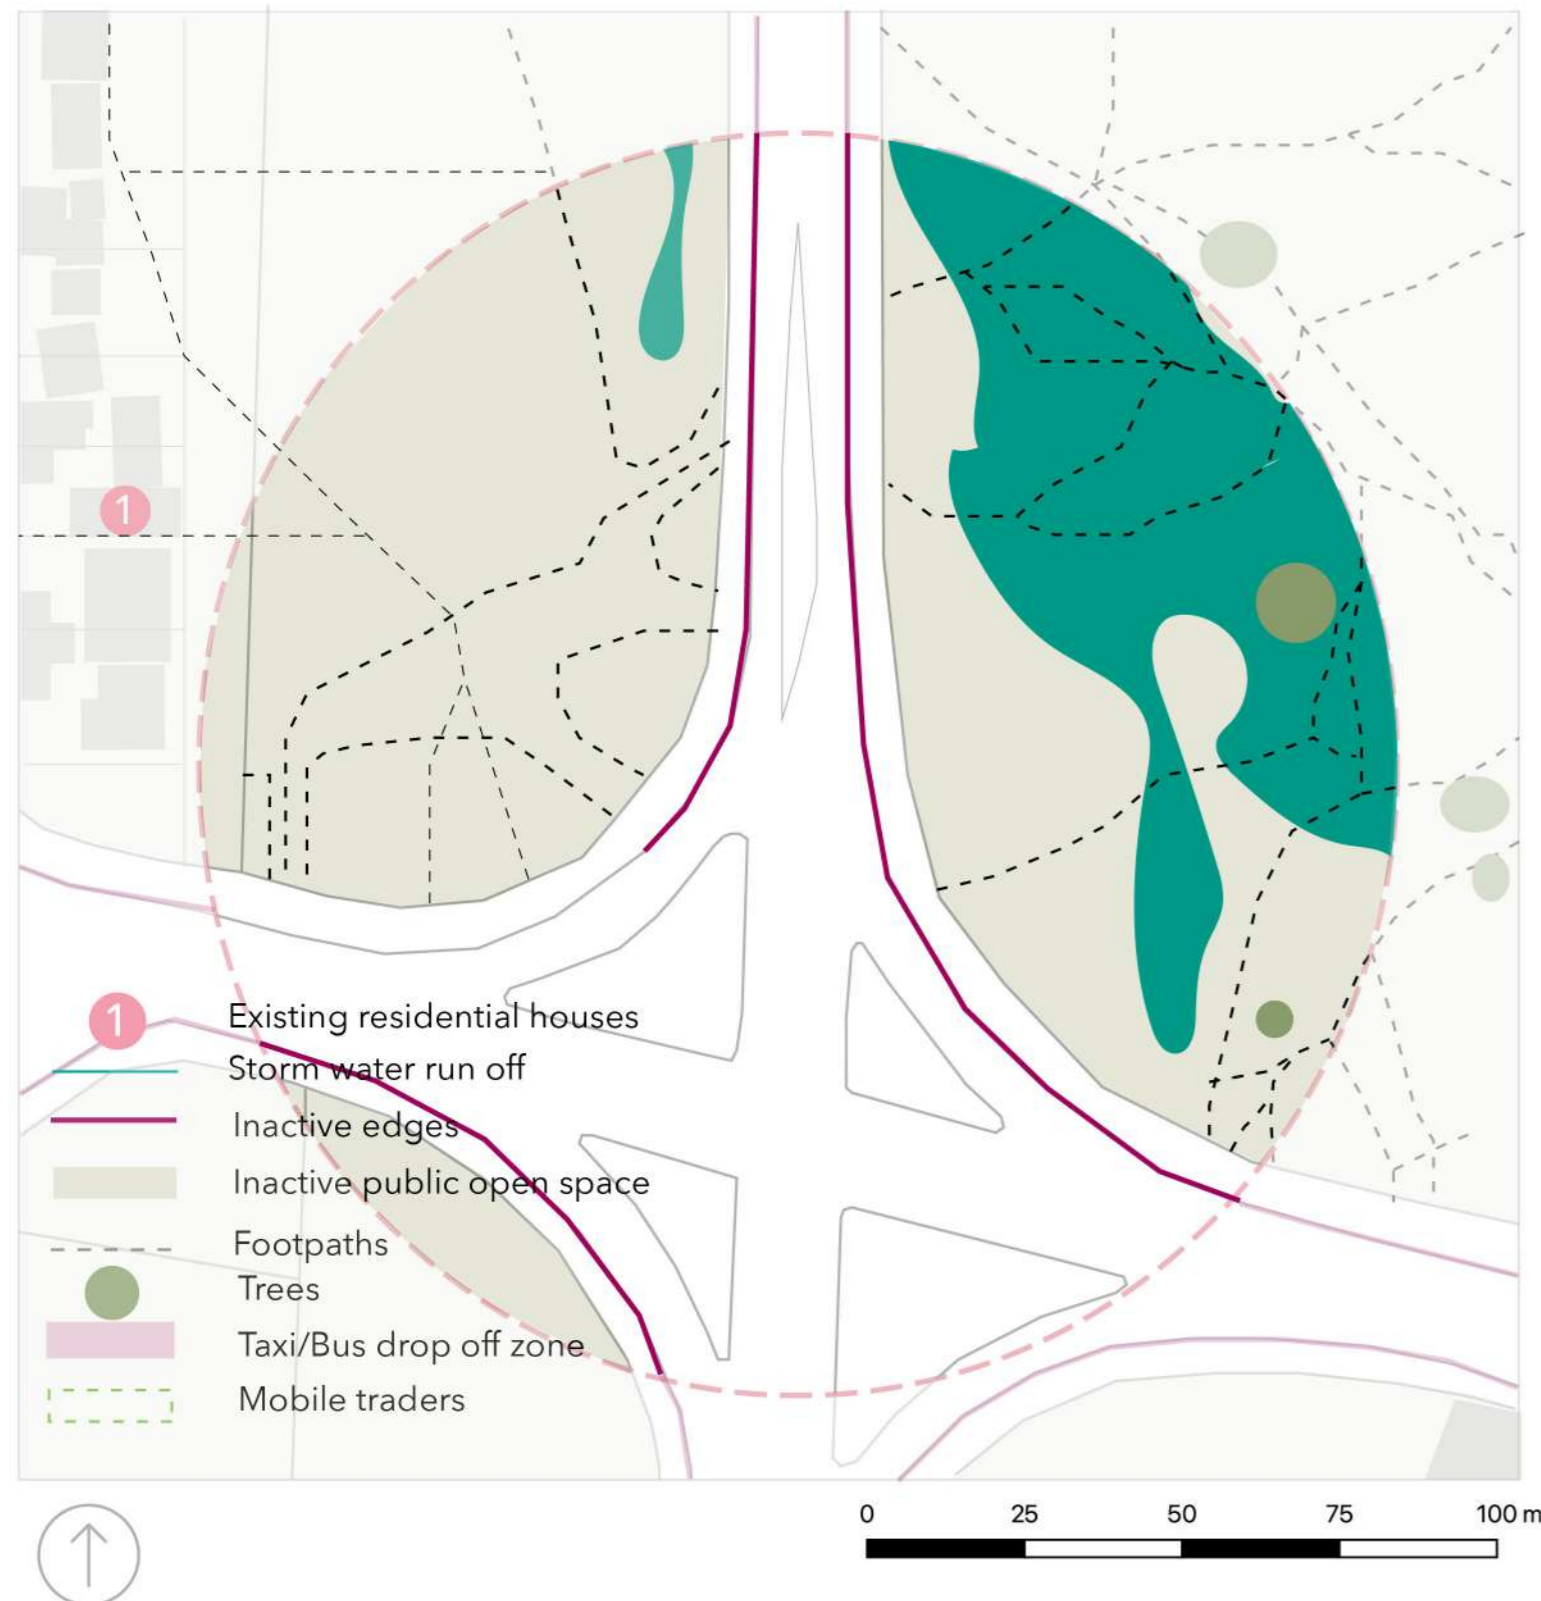 1
1
Existing residential houses
Storm water run off
Inactive edges
Inactive public open space
Footpaths
Trees
Taxi/Bus drop off zone
Mobile traders
0 25 50 75 100 m